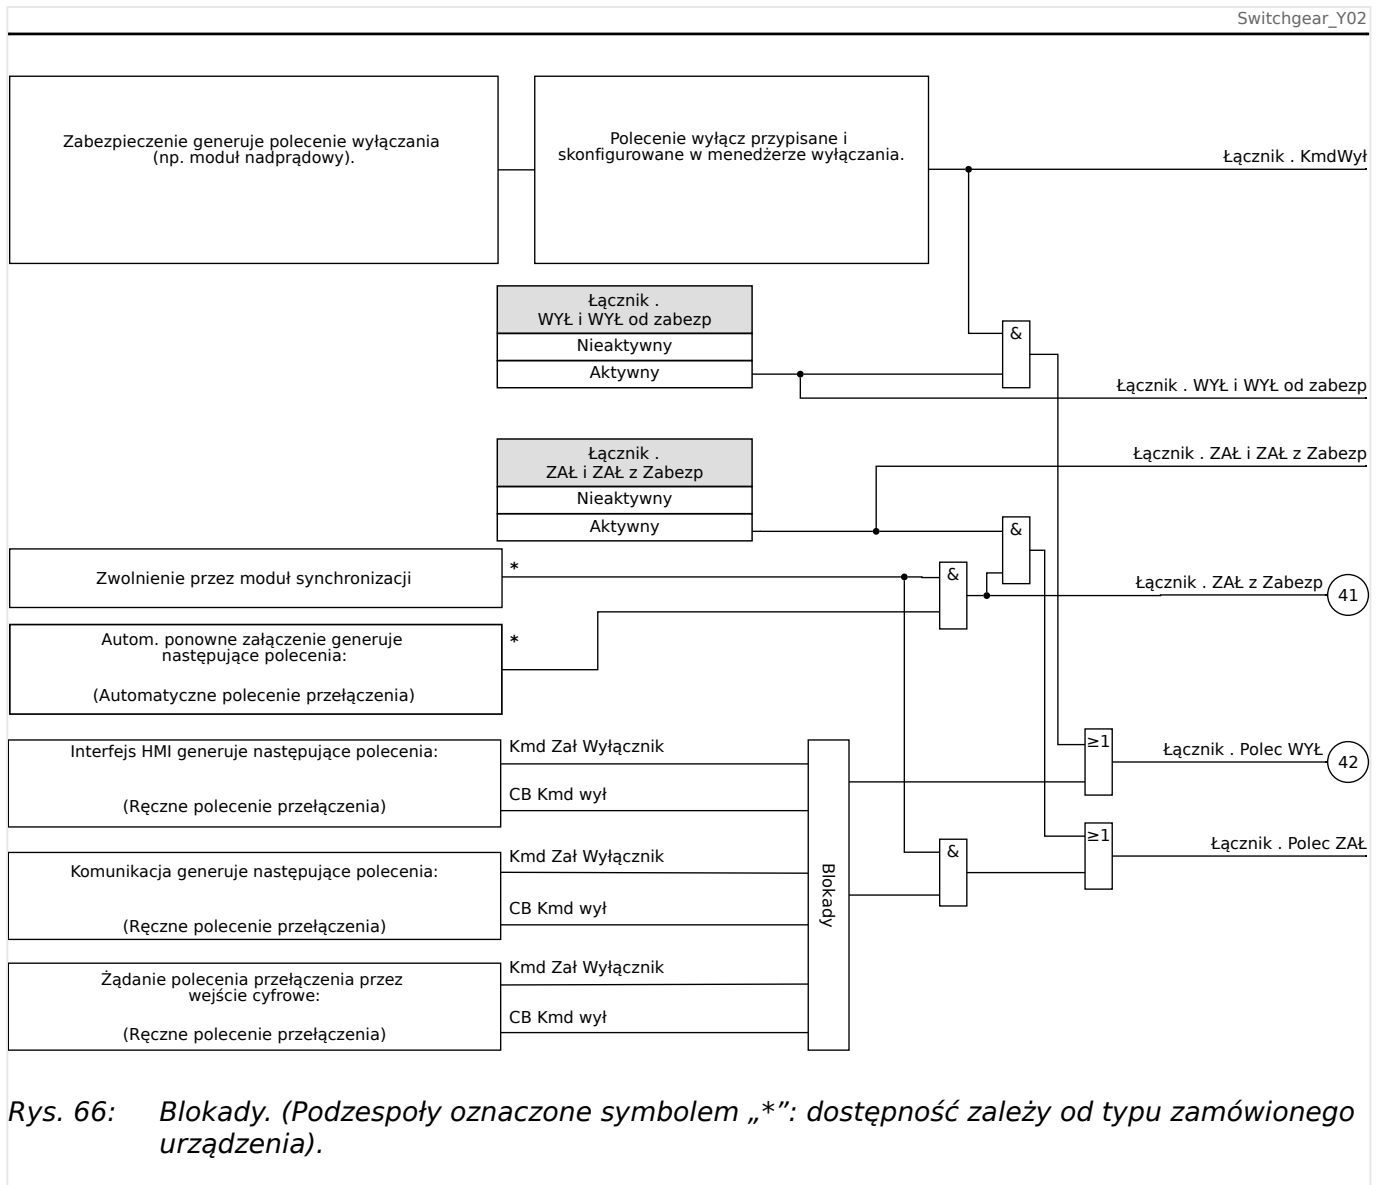 Switchgear_Y02
Zabezpieczenie generuje polecenie wyłączania
(np. moduł nadprądowy).
Polecenie wyłącz przypisane i
skonfigurowane w menedżerze wyłączania.
Łącznik . KmdWył
Łącznik .
WYŁ i WYŁ od zabezp
Nieaktywny
Aktywny
&
Łącznik . WYŁ i WYŁ od zabezp
Łącznik .
ZAŁ i ZAŁ z Zabezp
Nieaktywny
Aktywny
Łącznik . ZAŁ i ZAŁ z Zabezp
&
Zwolnienie przez moduł synchronizacji
*
&
Łącznik . ZAŁ z Zabezp
41
Autom. ponowne załączenie generuje
następujące polecenia:
(Automatyczne polecenie przełączenia)
*
Interfejs HMI generuje następujące polecenia:
(Ręczne polecenie przełączenia)
Kmd Zał Wyłącznik
CB Kmd wył
≥1
Łącznik . Polec WYŁ
42
Komunikacja generuje następujące polecenia:
(Ręczne polecenie przełączenia)
Kmd Zał Wyłącznik
CB Kmd wył
Blokady
&
≥1
Łącznik . Polec ZAŁ
Żądanie polecenia przełączenia przez
wejście cyfrowe:
(Ręczne polecenie przełączenia)
Kmd Zał Wyłącznik
CB Kmd wył
Rys. 66: Blokady. (Podzespoły oznaczone symbolem „*”: dostępność zależy od typu zamówionego
urządzenia).